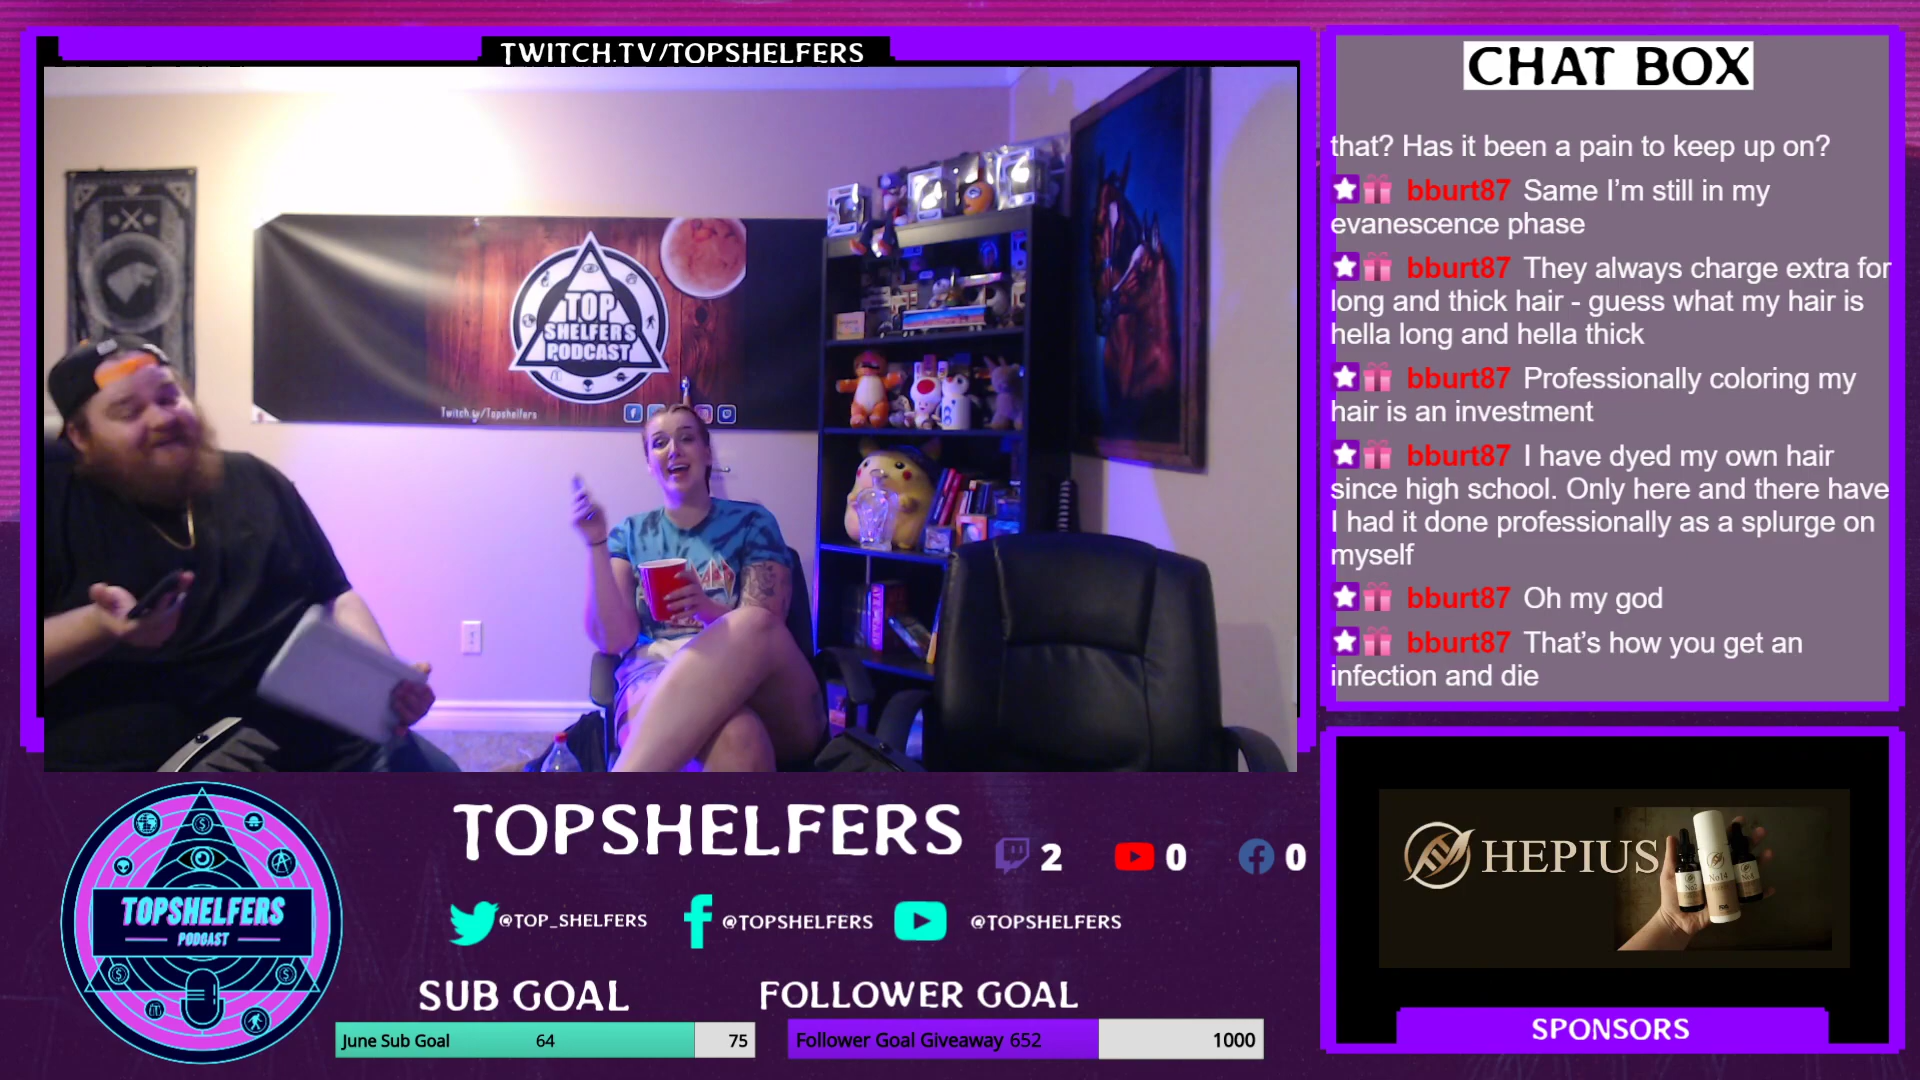 TWITCH.TV/TOPSHELFERS
TOP
SHELFERS
PODCAST
Twitch.tv/Topshelfers
CHAT BOX
that? Has it been a pain to keep up on?
bburt87 Same I’m still in my
evanescence phase
bburt87 They always charge extra for
long and thick hair - guess what my hair is
hella long and hella thick
bburt87 Professionally coloring my
hair is an investment
bburt87 I have dyed my own hair
since high school. Only here and there have
I had it done professionally as a splurge on
myself
bburt87 Oh my god
bburt87 That’s how you get an
infection and die
TOPSHELFERS
PODCAST
TOPSHELFERS
2
0
0
@TOP_SHELFERS
@TOPSHELFERS
@TOPSHELFERS
SUB GOAL
June Sub Goal 64 75
FOLLOWER GOAL
Follower Goal Giveaway 652 1000
HEPIUS
No14
SPONSORS